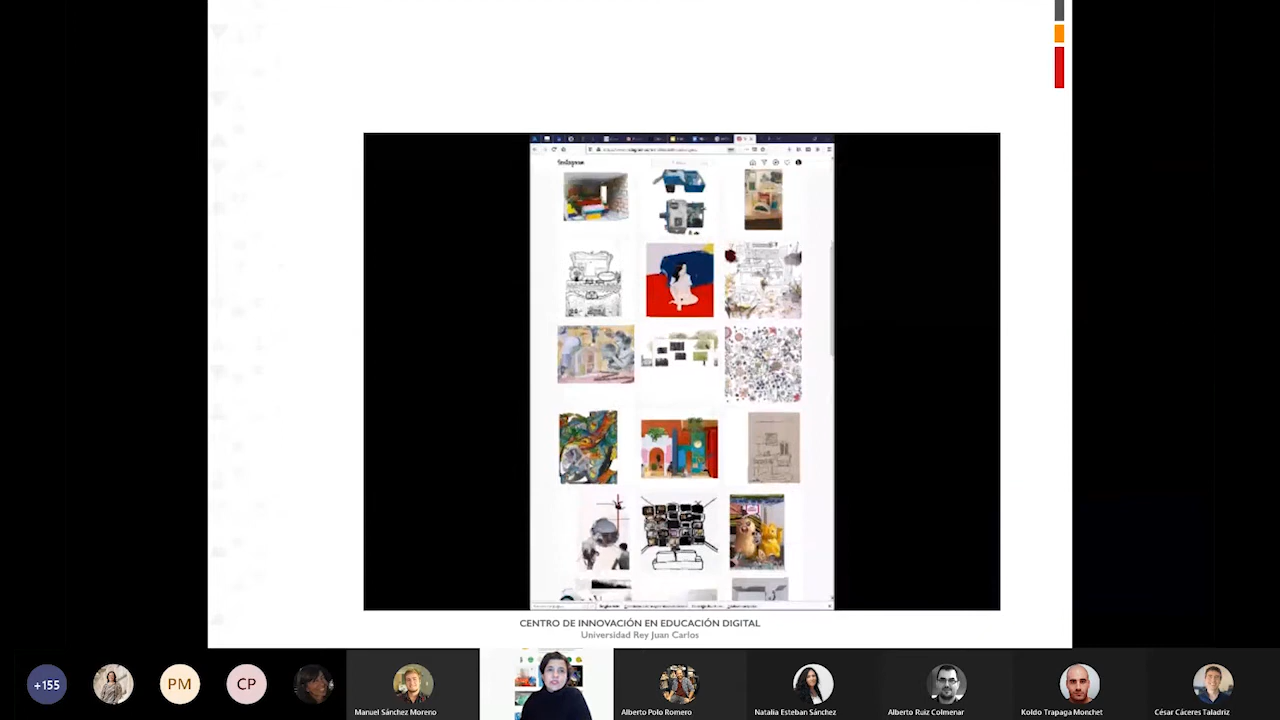 Instagram
CENTRO DE INNOVACIÓN EN EDUCACIÓN DIGITAL
Universidad Rey Juan Carlos
+155
PM
CP
Manuel Sánchez Moreno
Alberto Polo Romero
Natalia Esteban Sánchez
Alberto Ruiz Colmenar
Koldo Trapaga Monchet
César Cáceres Taladriz